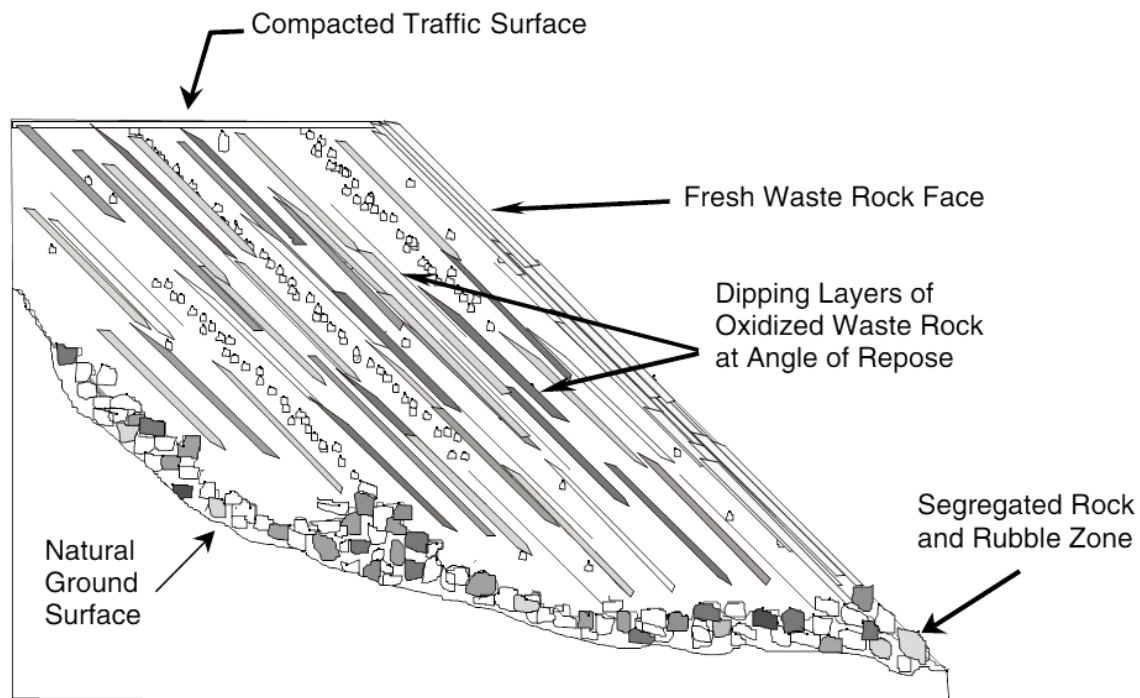 Compacted Traffic Surface
Fresh Waste Rock Face
Dipping Layers of
Oxidized Waste Rock
at Angle of Repose
Segregated Rock
and Rubble Zone
Natural
Ground
Surface